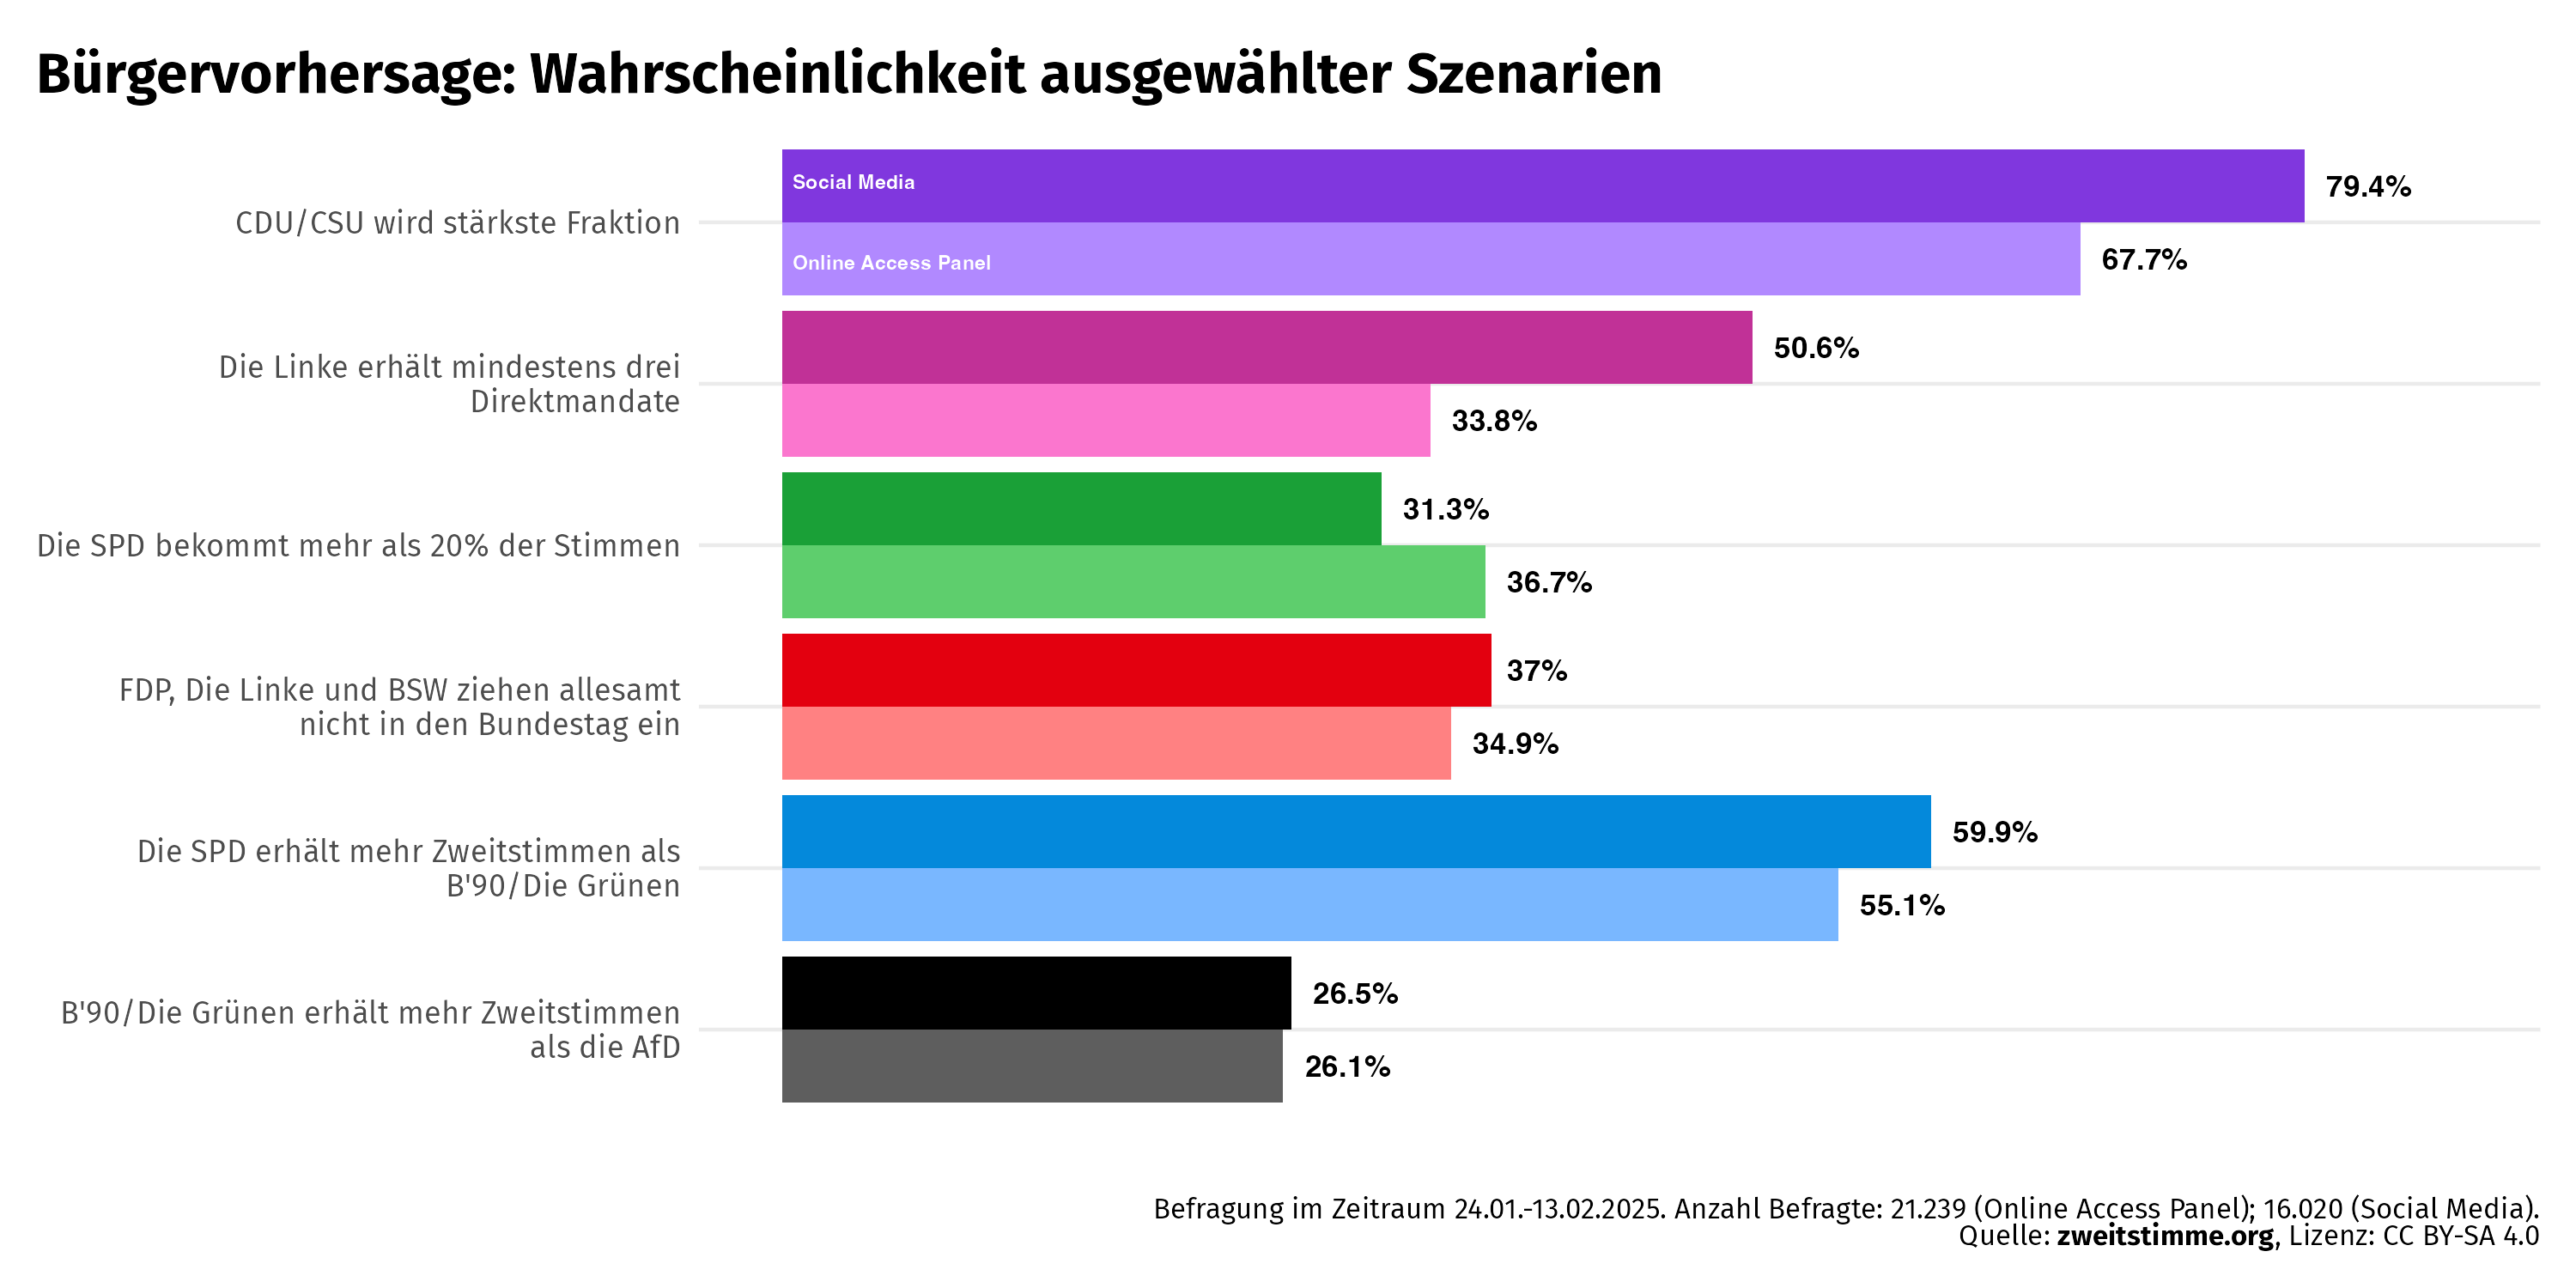 Bürgervorhersage: Wahrscheinlichkeit ausgewählter Szenarien
CDU/CSU wird stärkste Fraktion
Social Media
79.4%
Online Access Panel
67.7%
Die Linke erhält mindestens drei
Direktmandate
50.6%
33.8%
Die SPD bekommt mehr als 20% der Stimmen
31.3%
36.7%
FDP, Die Linke und BSW ziehen allesamt
nicht in den Bundestag ein
37%
34.9%
Die SPD erhält mehr Zweitstimmen als
B'90/Die Grünen
59.9%
55.1%
B'90/Die Grünen erhält mehr Zweitstimmen
als die AfD
26.5%
26.1%
Befragung im Zeitraum 24.01.-13.02.2025. Anzahl Befragte: 21.239 (Online Access Panel); 16.020 (Social Media).
Quelle: zweitstimme.org, Lizenz: CC BY-SA 4.0